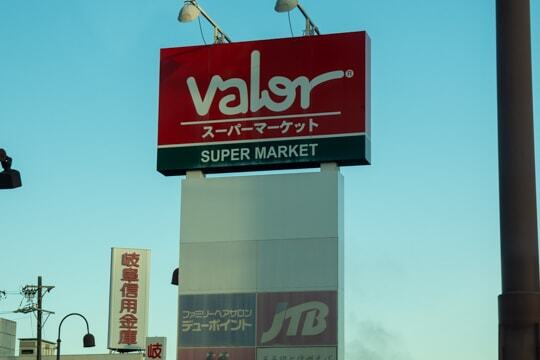 valor®
スーパーマーケット
SUPER MARKET
岐阜信用金庫
ファミリーヘアサロン
デューポイント
JTB
岐